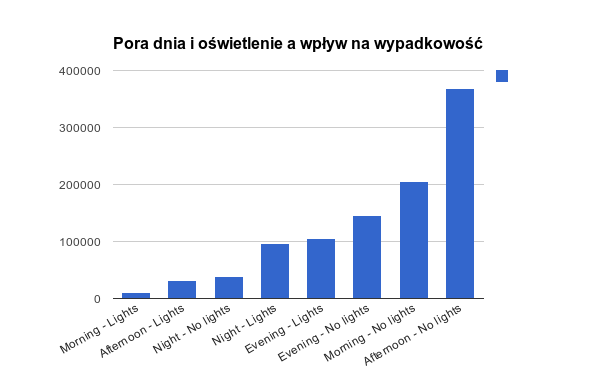 Pora dnia i oświetlenie a wpływ na wypadkowość
400000
300000
200000
100000
0
Morning - Lights
Afternoon - Lights
Night - No lights
Night - Lights
Evening - Lights
Evening - No lights
Morning - No lights
Afternoon - No lights